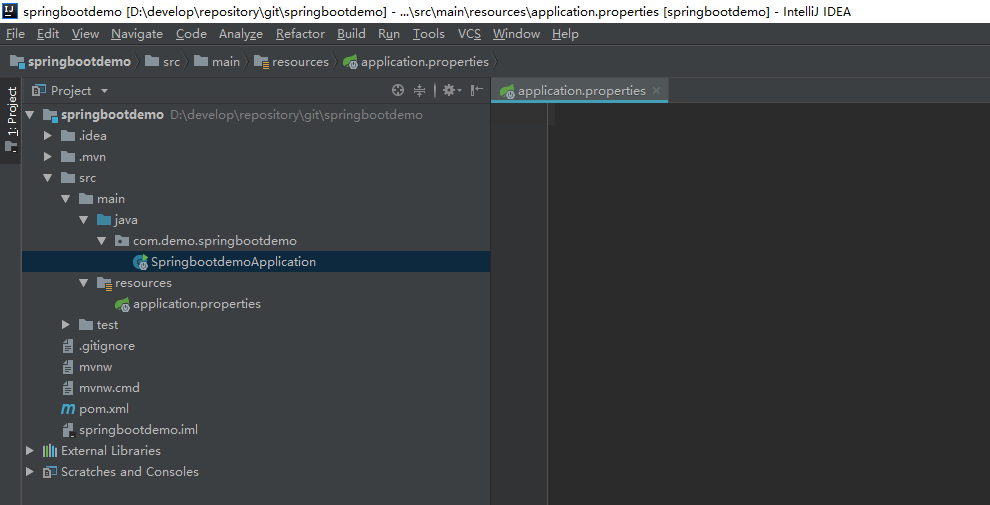 springbootdemo [D:\develop\repository\git\springbootdemo] - ...\src\main\resources\application.properties [springbootdemo] - IntelliJ IDEA
File Edit View Navigate Code Analyze Refactor Build Run Tools VCS Window Help
springbootdemo src main resources application.properties
1: Project
Project
application.properties
springbootdemo D:\develop\repository\git\springbootdemo
.idea
.mvn
src
main
java
com.demo.springbootdemo
SpringbootdemoApplication
resources
application.properties
test
.gitignore
mvnw
mvnw.cmd
pom.xml
springbootdemo.iml
External Libraries
Scratches and Consoles